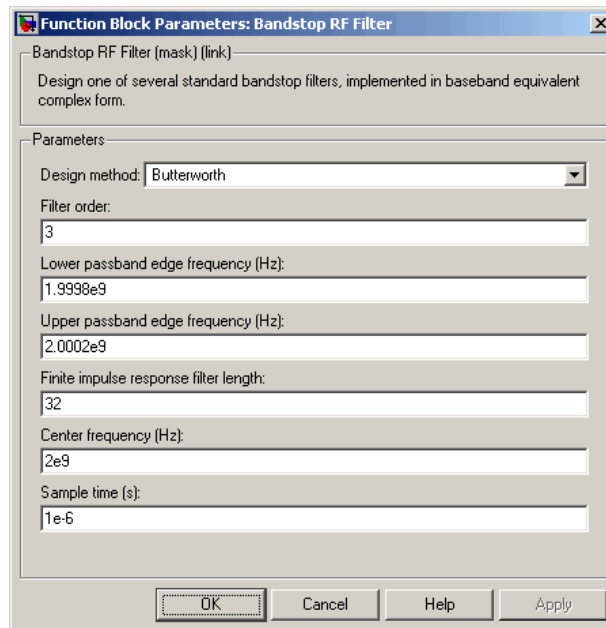 Function Block Parameters: Bandstop RF Filter
Bandstop RF Filter (mask) (link)
Design one of several standard bandstop filters, implemented in baseband equivalent
complex form.
Parameters
Design method: Butterworth
Filter order:
3
Lower passband edge frequency (Hz):
1.9998e9
Upper passband edge frequency (Hz):
2.0002e9
Finite impulse response filter length:
32
Center frequency (Hz):
2e9
Sample time (s):
1e-6
OK Cancel Help Apply